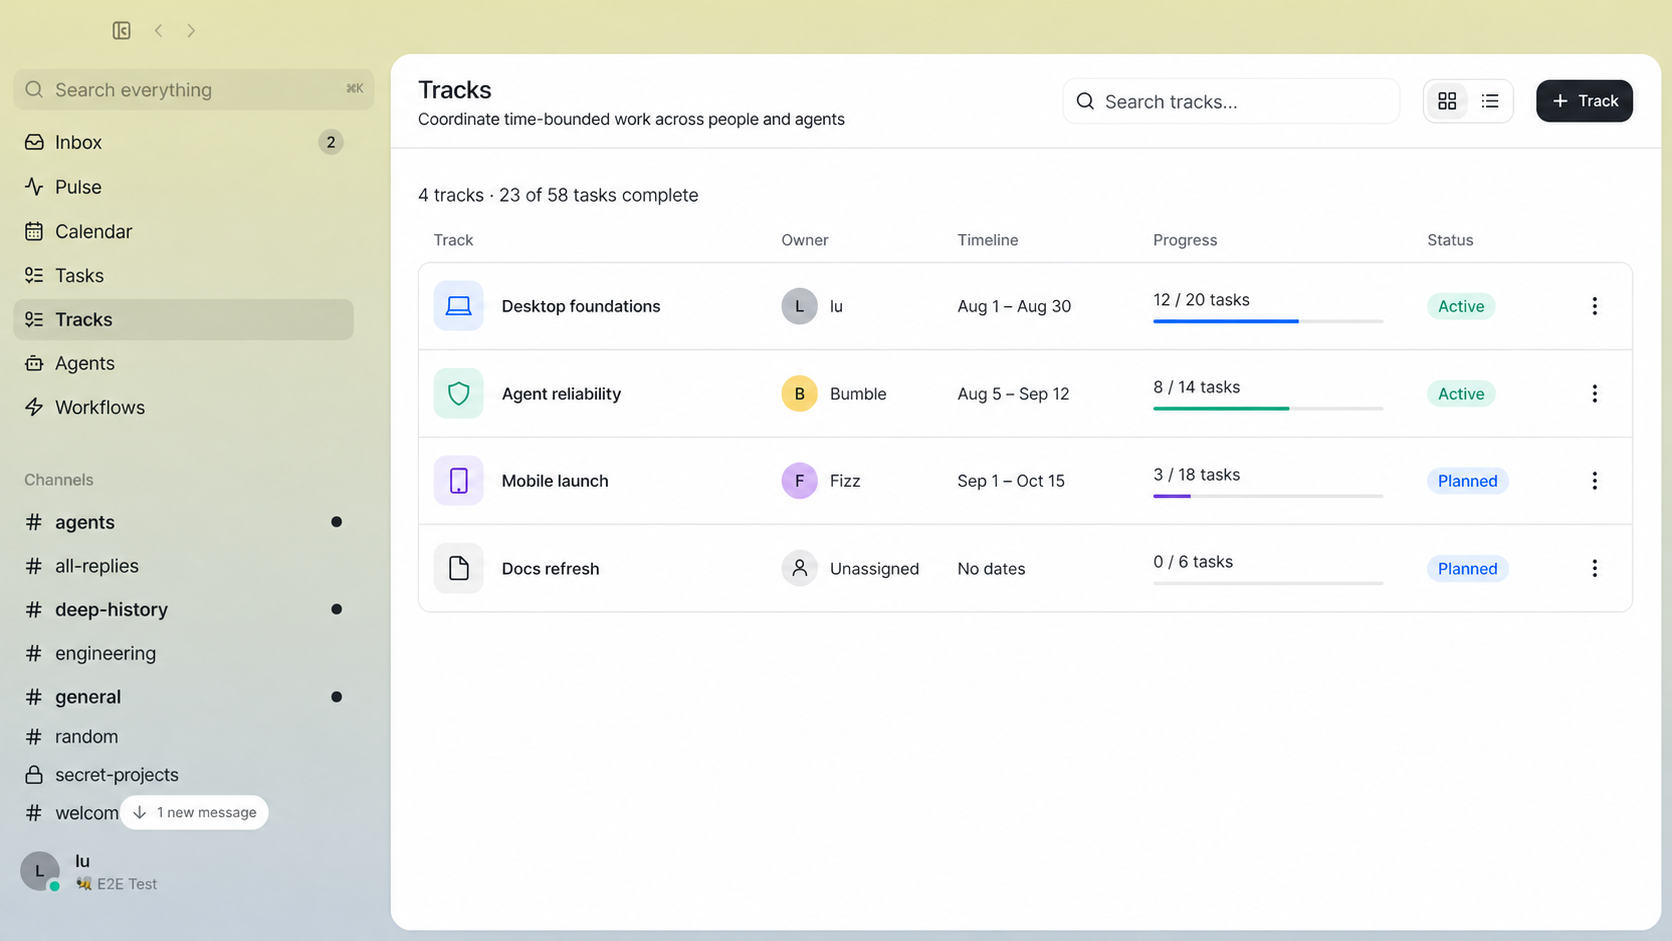 Search everything
⌘K
Inbox
2
Pulse
Calendar
Tasks
Tracks
Agents
Workflows
Channels
# agents
# all-replies
# deep-history
# engineering
# general
# random
secret-projects
# welcom
1 new message
L
lu
E2E Test
Tracks
Coordinate time-bounded work across people and agents
Search tracks...
+ Track
4 tracks · 23 of 58 tasks complete
Track Owner Timeline Progress Status
Desktop foundations L lu Aug 1 – Aug 30 12 / 20 tasks Active
Agent reliability B Bumble Aug 5 – Sep 12 8 / 14 tasks Active
Mobile launch F Fizz Sep 1 – Oct 15 3 / 18 tasks Planned
Docs refresh Unassigned No dates 0 / 6 tasks Planned